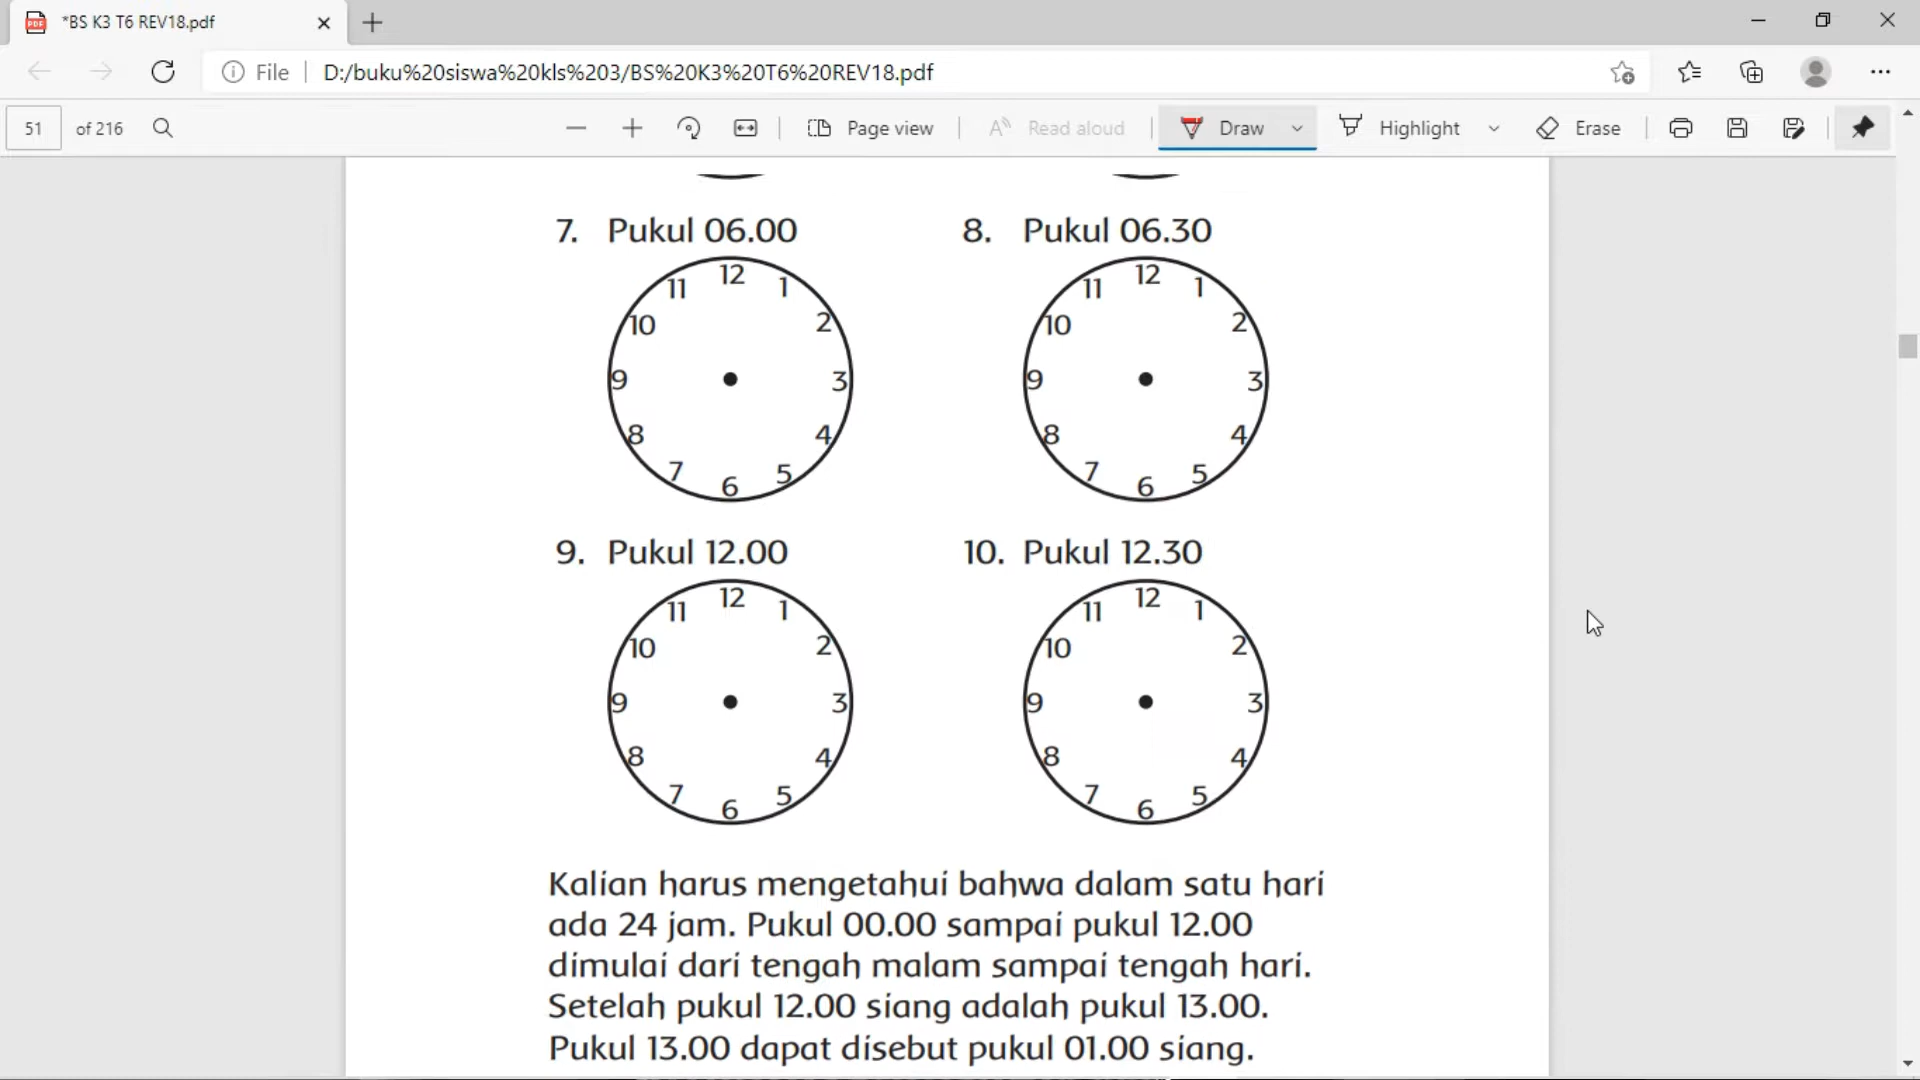 *BS K3 T6 REV18.pdf
File D:/buku%20siswa%20kls%203/BS%20K3%20T6%20REV18.pdf
51 of 216 Page view Read aloud Draw Highlight Erase
7. Pukul 06.00 8. Pukul 06.30
12 12
11 1 11 1
10 2 10 2
9 3 9 3
8 4 8 4
7 5 7 5
6 6
9. Pukul 12.00 10. Pukul 12.30
12 12
11 1 11 1
10 2 10 2
9 3 9 3
8 4 8 4
7 5 7 5
6 6
Kalian harus mengetahui bahwa dalam satu hari
ada 24 jam. Pukul 00.00 sampai pukul 12.00
dimulai dari tengah malam sampai tengah hari.
Setelah pukul 12.00 siang adalah pukul 13.00.
Pukul 13.00 dapat disebut pukul 01.00 siang.